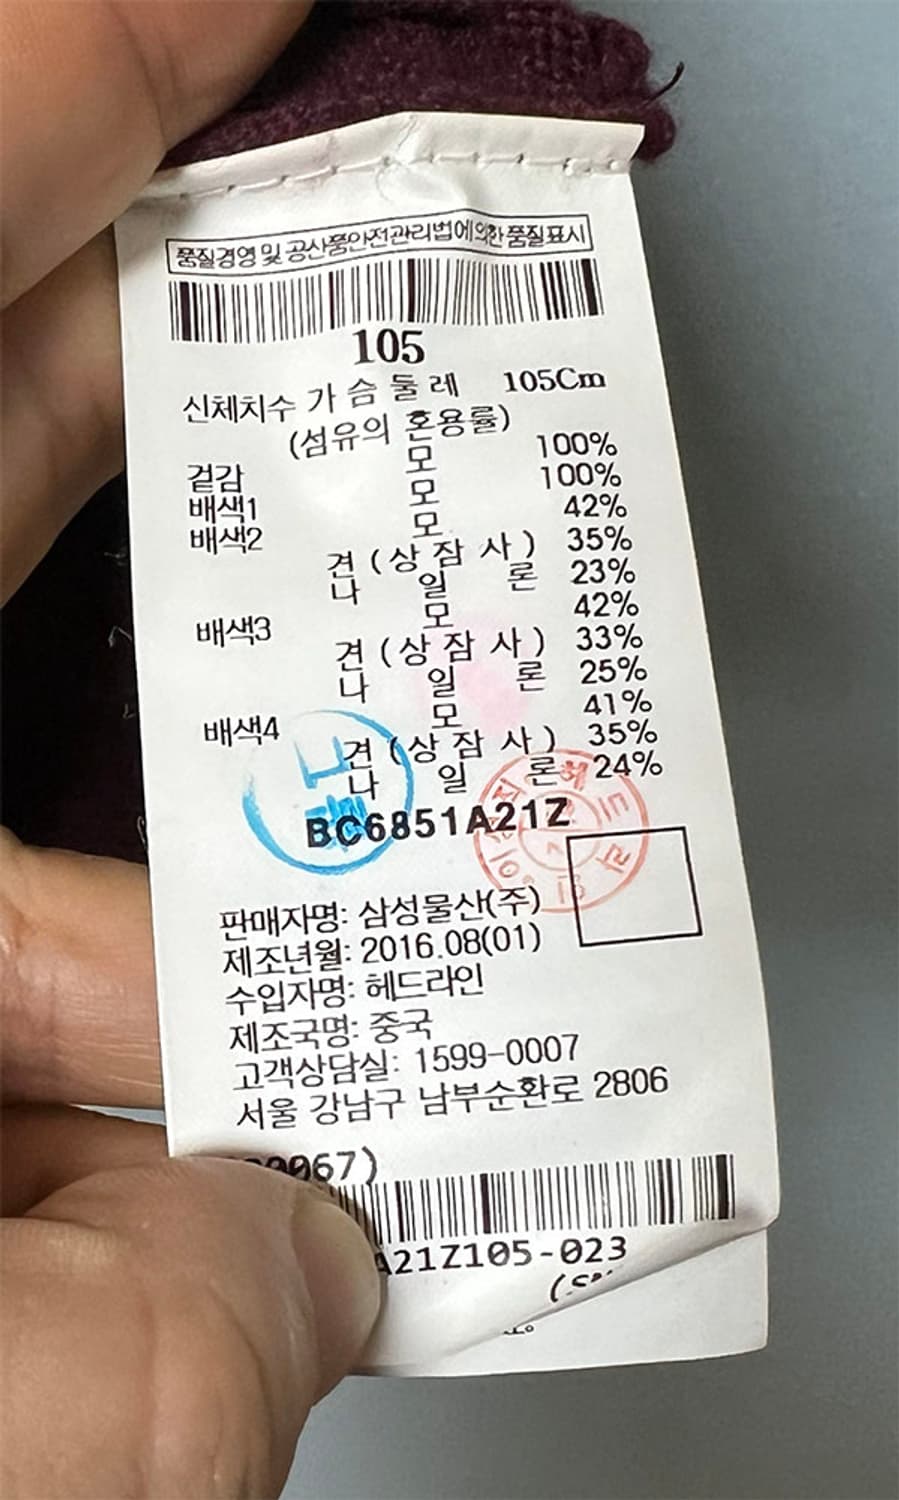 품질경영 및 공산품안전관리법에의한 품질표시
105
신체치수 가슴둘레 105Cm
(섬유의 혼용률)
겉감 모 100%
배색1 모 100%
배색2 모 42%
견(상잠사) 35%
나일론 23%
배색3 모 42%
견(상잠사) 33%
나일론 25%
배색4 모 41%
견(상잠사) 35%
나일론 24%
BC6851A21Z
판매자명: 삼성물산(주)
제조년월: 2016.08(01)
수입자명: 헤드라인
제조국명: 중국
고객상담실: 1599-0007
서울 강남구 남부순환로 2806
0067)
A21Z105-023